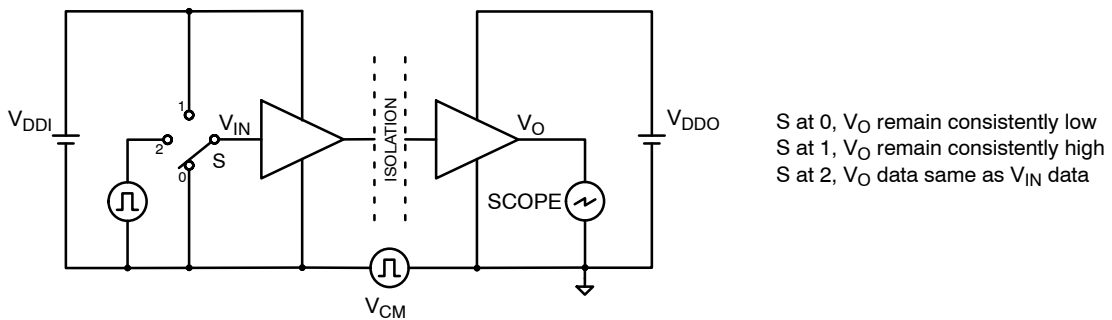 V_DDI
1
2
0
S
V_IN
ISOLATION
V_O
SCOPE
V_DDO
V_CM
S at 0, V_O remain consistently low
S at 1, V_O remain consistently high
S at 2, V_O data same as V_IN data